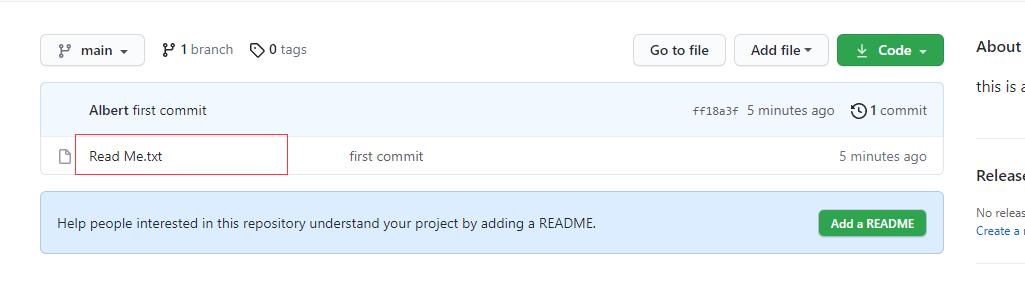 main 1 branch 0 tags Go to file Add file Code About
this is a
Albert first commit ff18a3f 5 minutes ago 1 commit
Read Me.txt first commit 5 minutes ago
Release
No releas
Help people interested in this repository understand your project by adding a README. Add a README
Create a